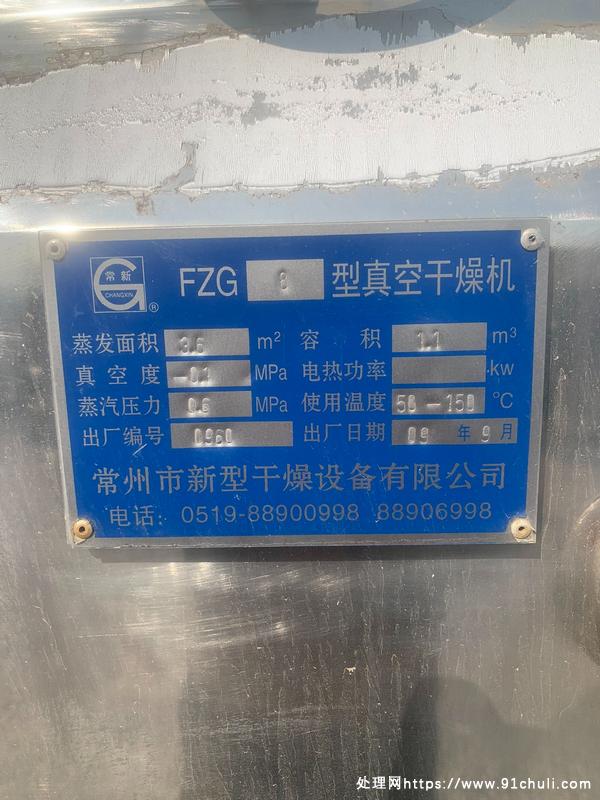 常新
CHANGXIN
®
FZG 8 型真空干燥机
蒸发面积 3.6 m² 容积 1.1 m³
真空度 -0.1 MPa 电热功率 kw
蒸汽压力 0.6 MPa 使用温度 50-150 ℃
出厂编号 0960 出厂日期 09 年 9 月
常州市新型干燥设备有限公司
电话: 0519-88900998 88906998
处理网https://www.91chuli.com